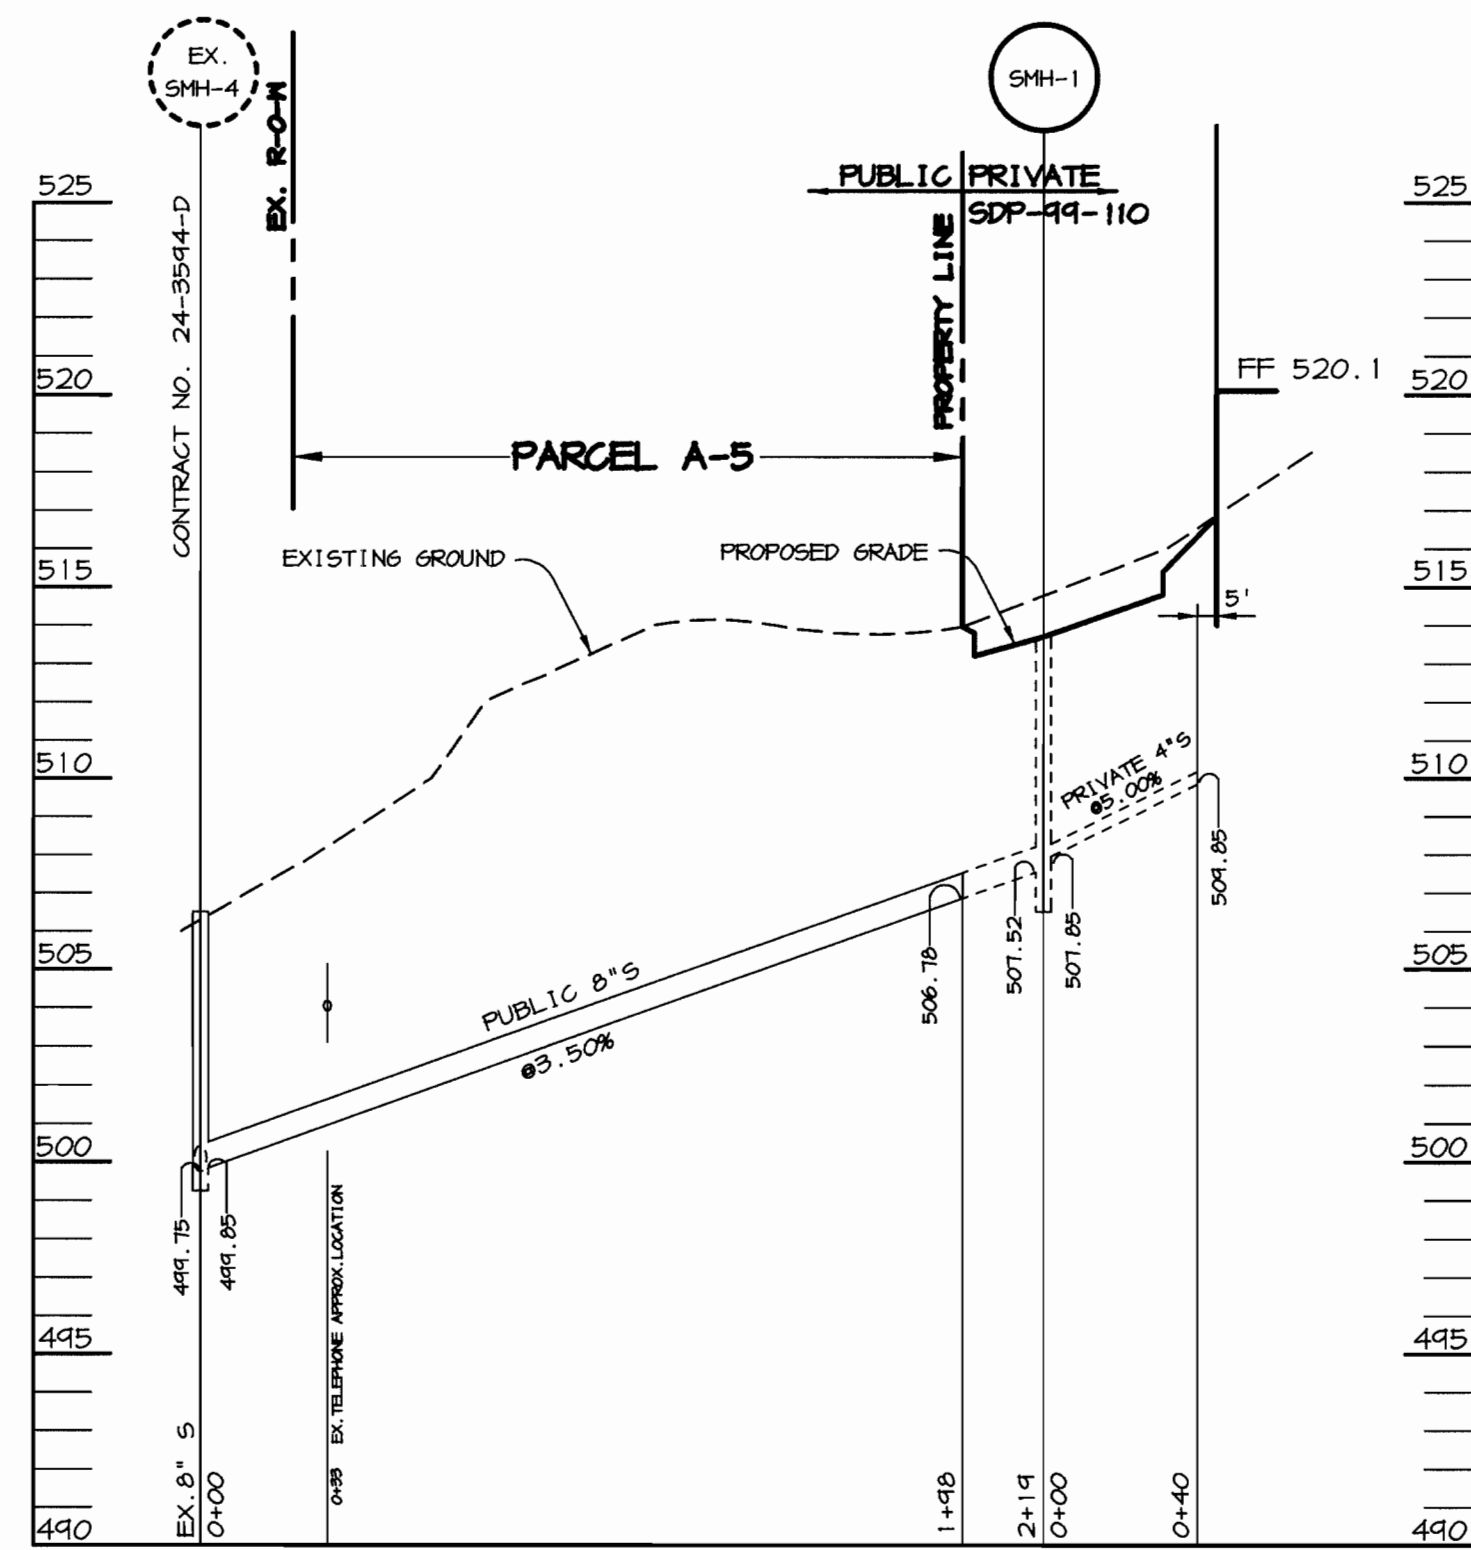 EX.
SMH-4
SMH-1
EX. R-O-W
PUBLIC
PRIVATE
SDP-99-110
CONTRACT NO. 24-3594-D
PROPERTY LINE
525
525
520
520
FF 520.1
PARCEL A-5
EXISTING GROUND
PROPOSED GRADE
515
515
5'
510
510
PRIVATE 4"S
@5.00%
509.85
506.78
507.52
507.85
505
505
PUBLIC 8"S
@3.50%
500
500
499.75
499.85
495
495
EX. 8" S
0+00
0+33 EX. TELEPHONE APPROX. LOCATION
1+98
2+19
0+00
0+40
490
490